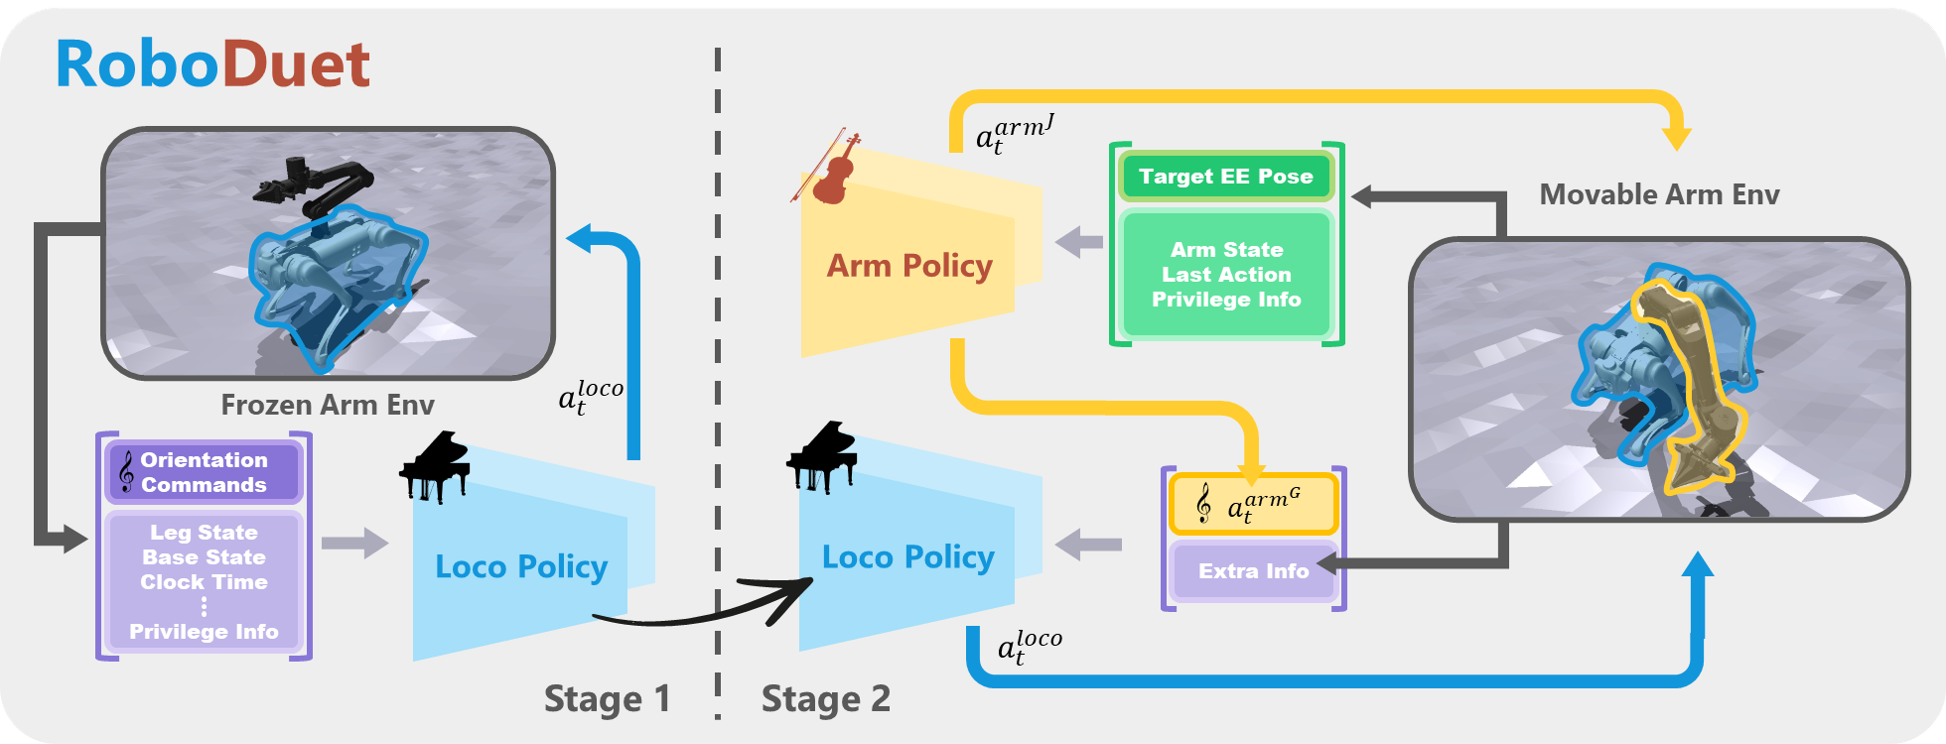 RoboDuet
Frozen Arm Env
Orientation
Commands
Leg State
Base State
Clock Time
Privilege Info
Loco Policy
$a_t^{loco}$
Stage 1
Arm Policy
$a_t^{arm^J}$
Target EE Pose
Arm State
Last Action
Privilege Info
Movable Arm Env
Loco Policy
$a_t^{arm^G}$
Extra Info
$a_t^{loco}$
Stage 2